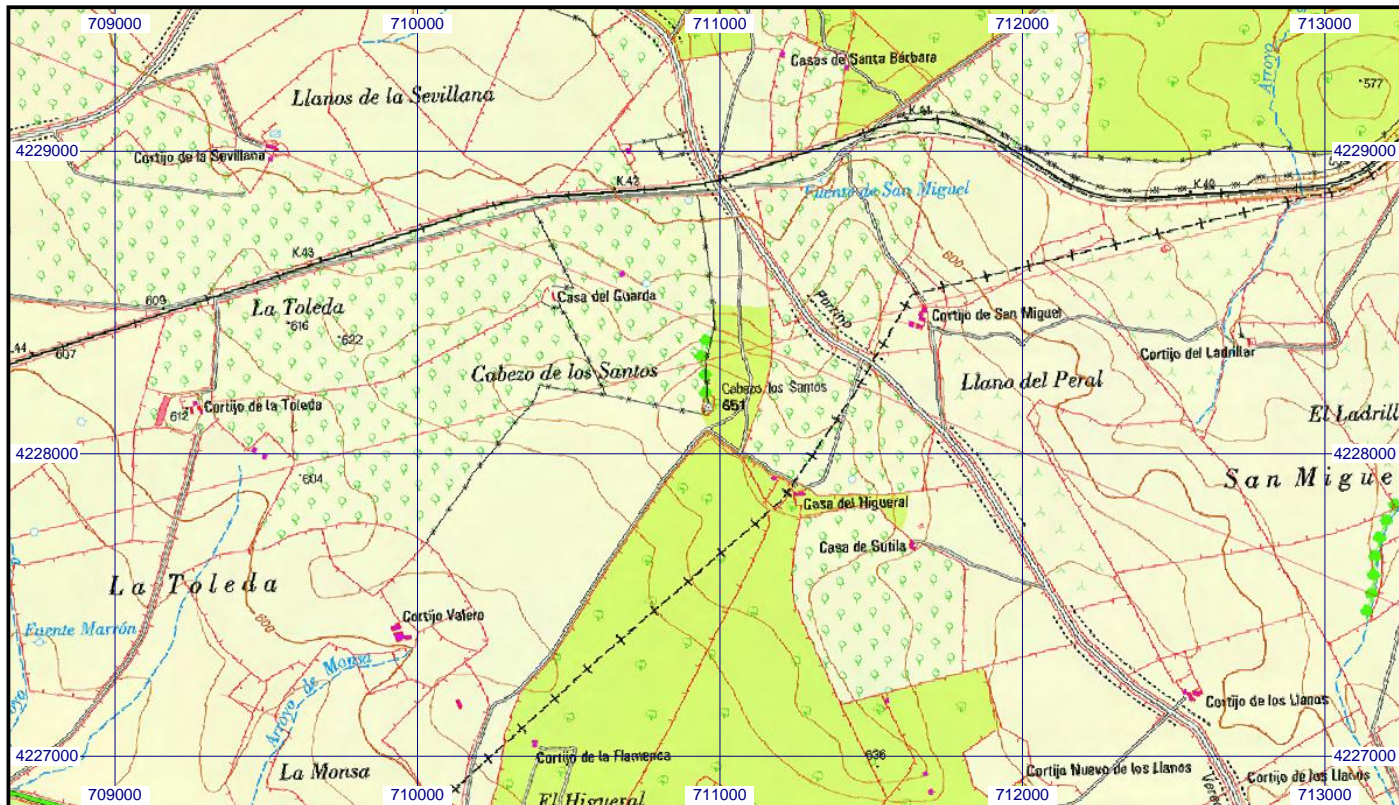 709000
710000
711000
712000
713000
Casas de Santa Bárbara
Arroyo
577
Llanos de la Sevillana
K.41
4229000
Cortijo de la Sevillana
4229000
K.42
K.40
Fuente de San Miguel
K.43
600
La Toleda
609
616
622
Casa del Guarda
Porrino
Cortijo de San Miguel
44
607
Cortijo del Ladrillar
Cabezo de los Santos
Cabezo los Santos
651
Llano del Peral
612
Cortijo de la Toleda
El Ladrill
4228000
4228000
604
San Migue
Casa del Higueral
Casa de Sutila
La Toleda
Cortijo Valero
600
Fuente Marrón
Arroyo de Monsa
Arroyo
Cortijo de los Llanos
4227000
4227000
636
Cortijo de la Flamenca
La Monsa
Cortijo Nuevo de los Llanos
Cortijo de los Llanos
El Higueral
Vere
709000
710000
711000
712000
713000